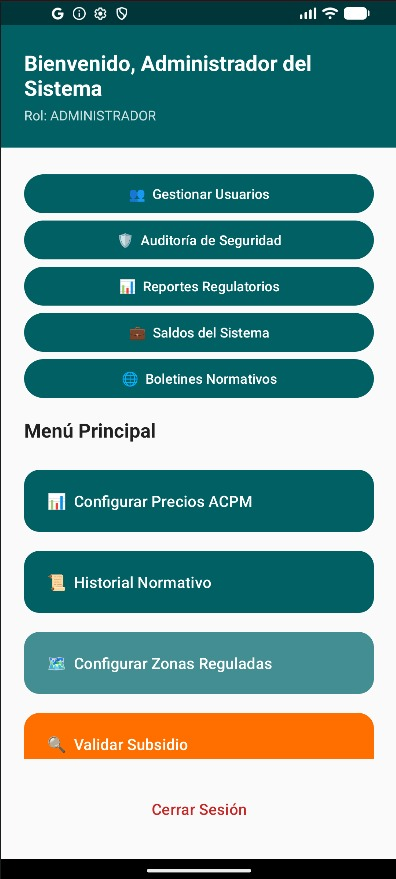 Bienvenido, Administrador del
Sistema
Rol: ADMINISTRADOR
Gestionar Usuarios
Auditoría de Seguridad
Reportes Regulatorios
Saldos del Sistema
Boletines Normativos
Menú Principal
Configurar Precios ACPM
Historial Normativo
Configurar Zonas Reguladas
Validar Subsidio
Cerrar Sesión